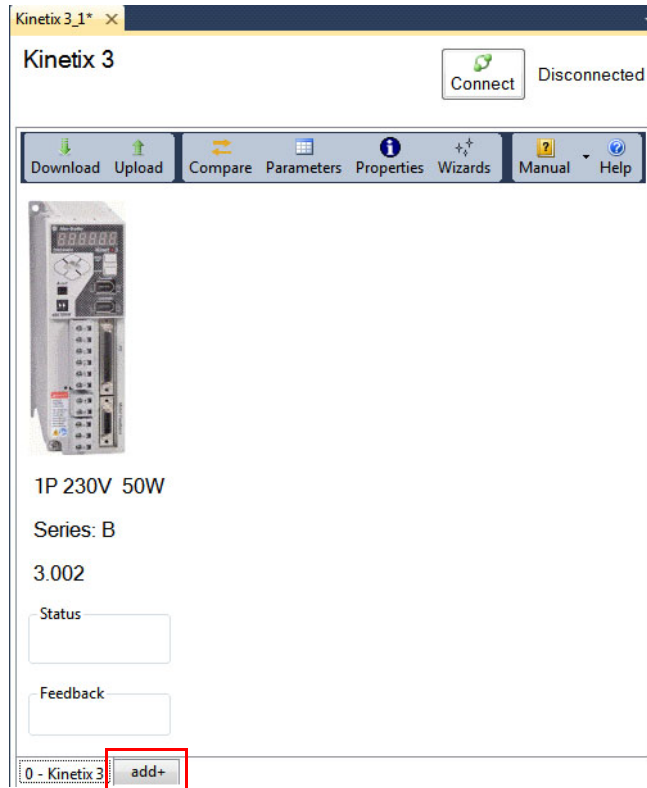 Kinetix 3_1*
Kinetix 3
Connect
Disconnected
Download Upload Compare Parameters Properties Wizards Manual Help
1P 230V 50W
Series: B
3.002
Status
Feedback
0 - Kinetix 3 add+